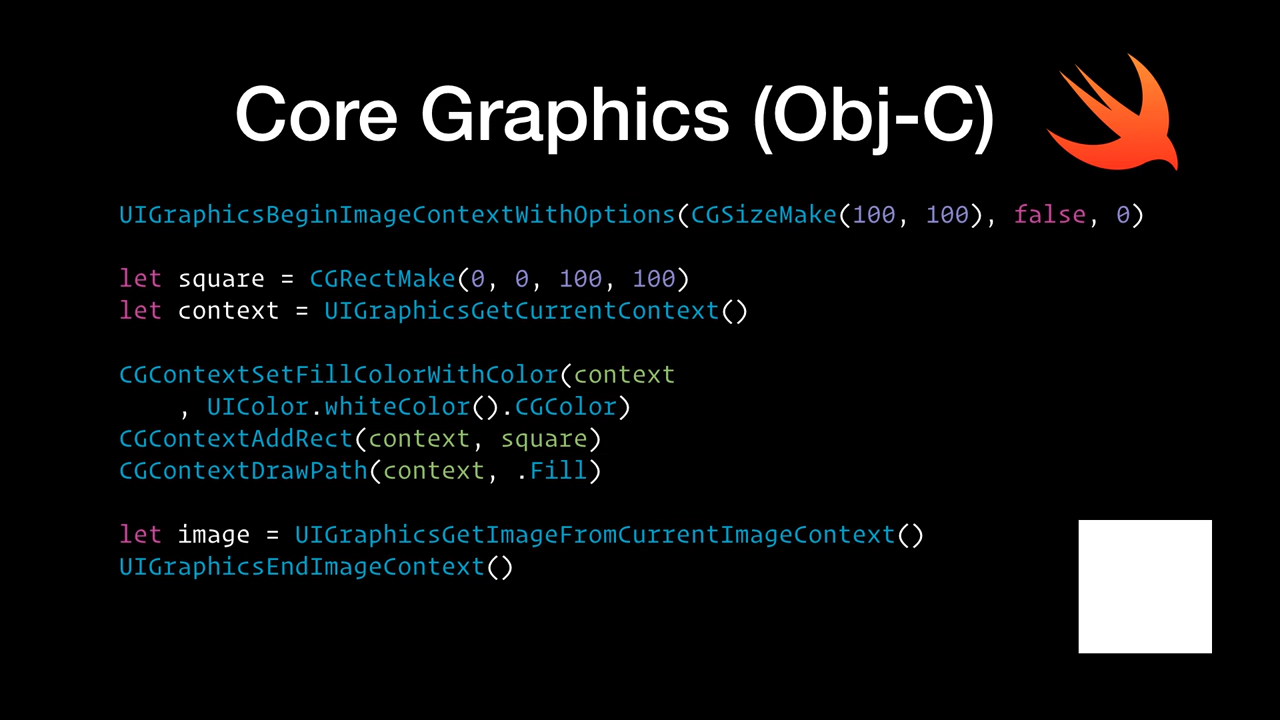 Core Graphics (Obj-C)
UIGraphicsBeginImageContextWithOptions(CGSizeMake(100, 100), false, 0)
let square = CGRectMake(0, 0, 100, 100)
let context = UIGraphicsGetCurrentContext()
CGContextSetFillColorWithColor(context
    , UIColor.whiteColor().CGColor)
CGContextAddRect(context, square)
CGContextDrawPath(context, .Fill)
let image = UIGraphicsGetImageFromCurrentImageContext()
UIGraphicsEndImageContext()